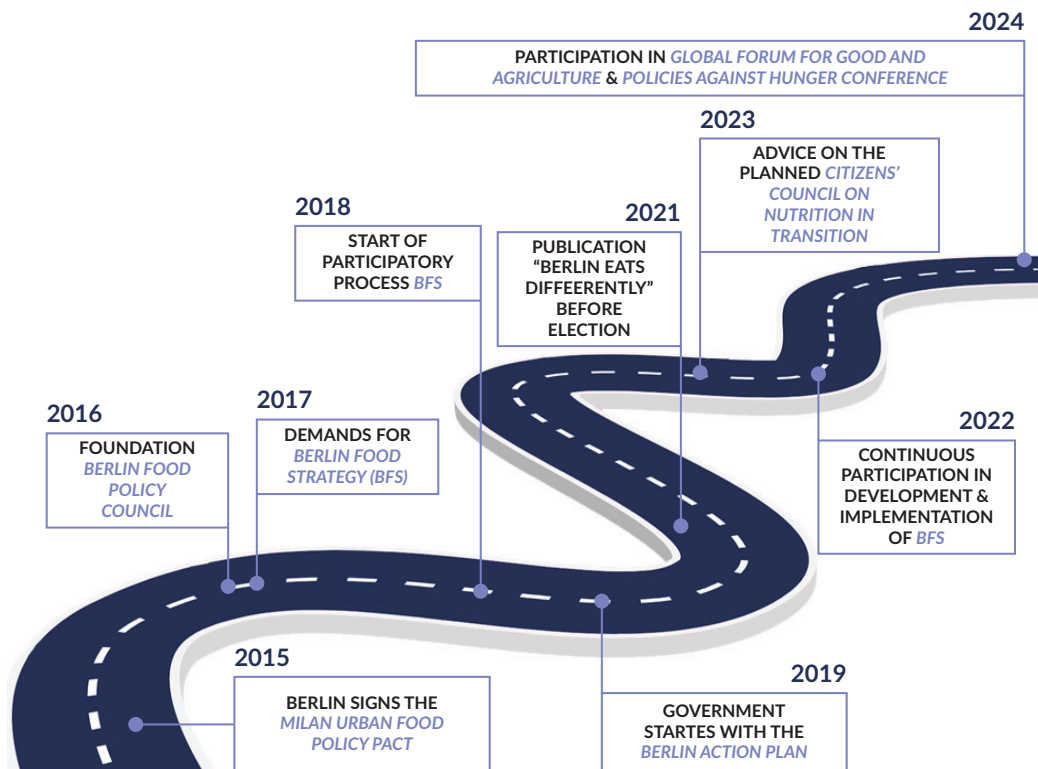 2024
PARTICIPATION IN GLOBAL FORUM FOR GOOD AND
AGRICULTURE & POLICIES AGAINST HUNGER CONFERENCE
2023
ADVICE ON THE
PLANNED CITIZENS’
COUNCIL ON
NUTRITION IN
TRANSITION
2018
START OF
PARTICIPATORY
PROCESS BFS
2021
PUBLICATION
“BERLIN EATS
DIFFEERENTLY”
BEFORE
ELECTION
2016
FOUNDATION
BERLIN FOOD
POLICY
COUNCIL
2017
DEMANDS FOR
BERLIN FOOD
STRATEGY (BFS)
2022
CONTINUOUS
PARTICIPATION IN
DEVELOPMENT &
IMPLEMENTATION
OF BFS
2015
BERLIN SIGNS THE
MILAN URBAN FOOD
POLICY PACT
2019
GOVERNMENT
STARTES WITH THE
BERLIN ACTION PLAN